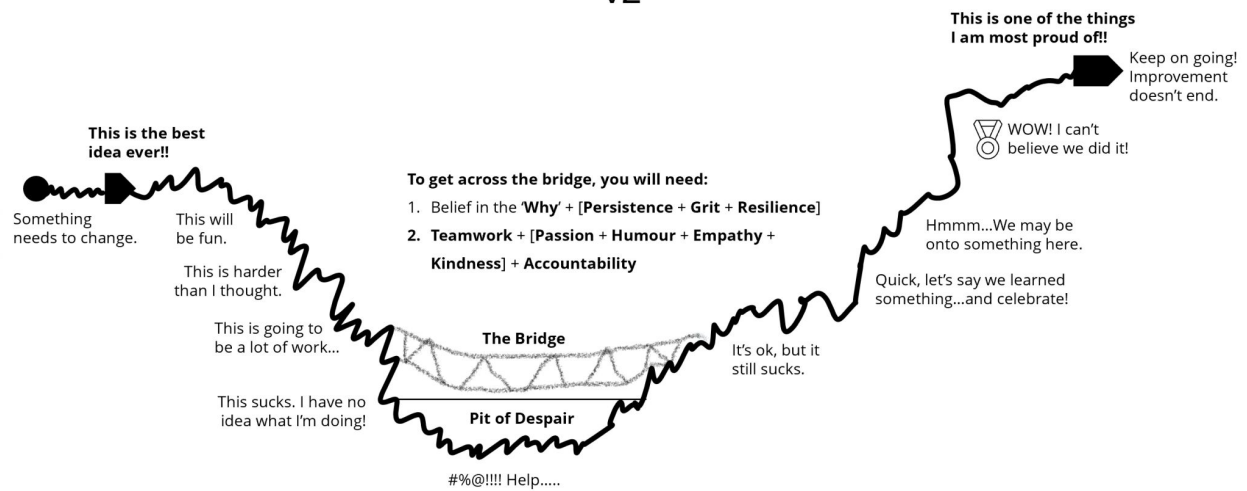 This is one of the things
I am most proud of!!
Keep on going!
Improvement
doesn't end.
WOW! I can't
believe we did it!
This is the best
idea ever!!
Something
needs to change.
This will
be fun.
This is harder
than I thought.
This is going to
be a lot of work...
This sucks. I have no
idea what I'm doing!
To get across the bridge, you will need:
1. Belief in the 'Why' + [Persistence + Grit + Resilience]
2. Teamwork + [Passion + Humour + Empathy +
Kindness] + Accountability
The Bridge
Pit of Despair
#%@!!!! Help.....
It's ok, but it
still sucks.
Quick, let's say we learned
something...and celebrate!
Hmmm...We may be
onto something here.